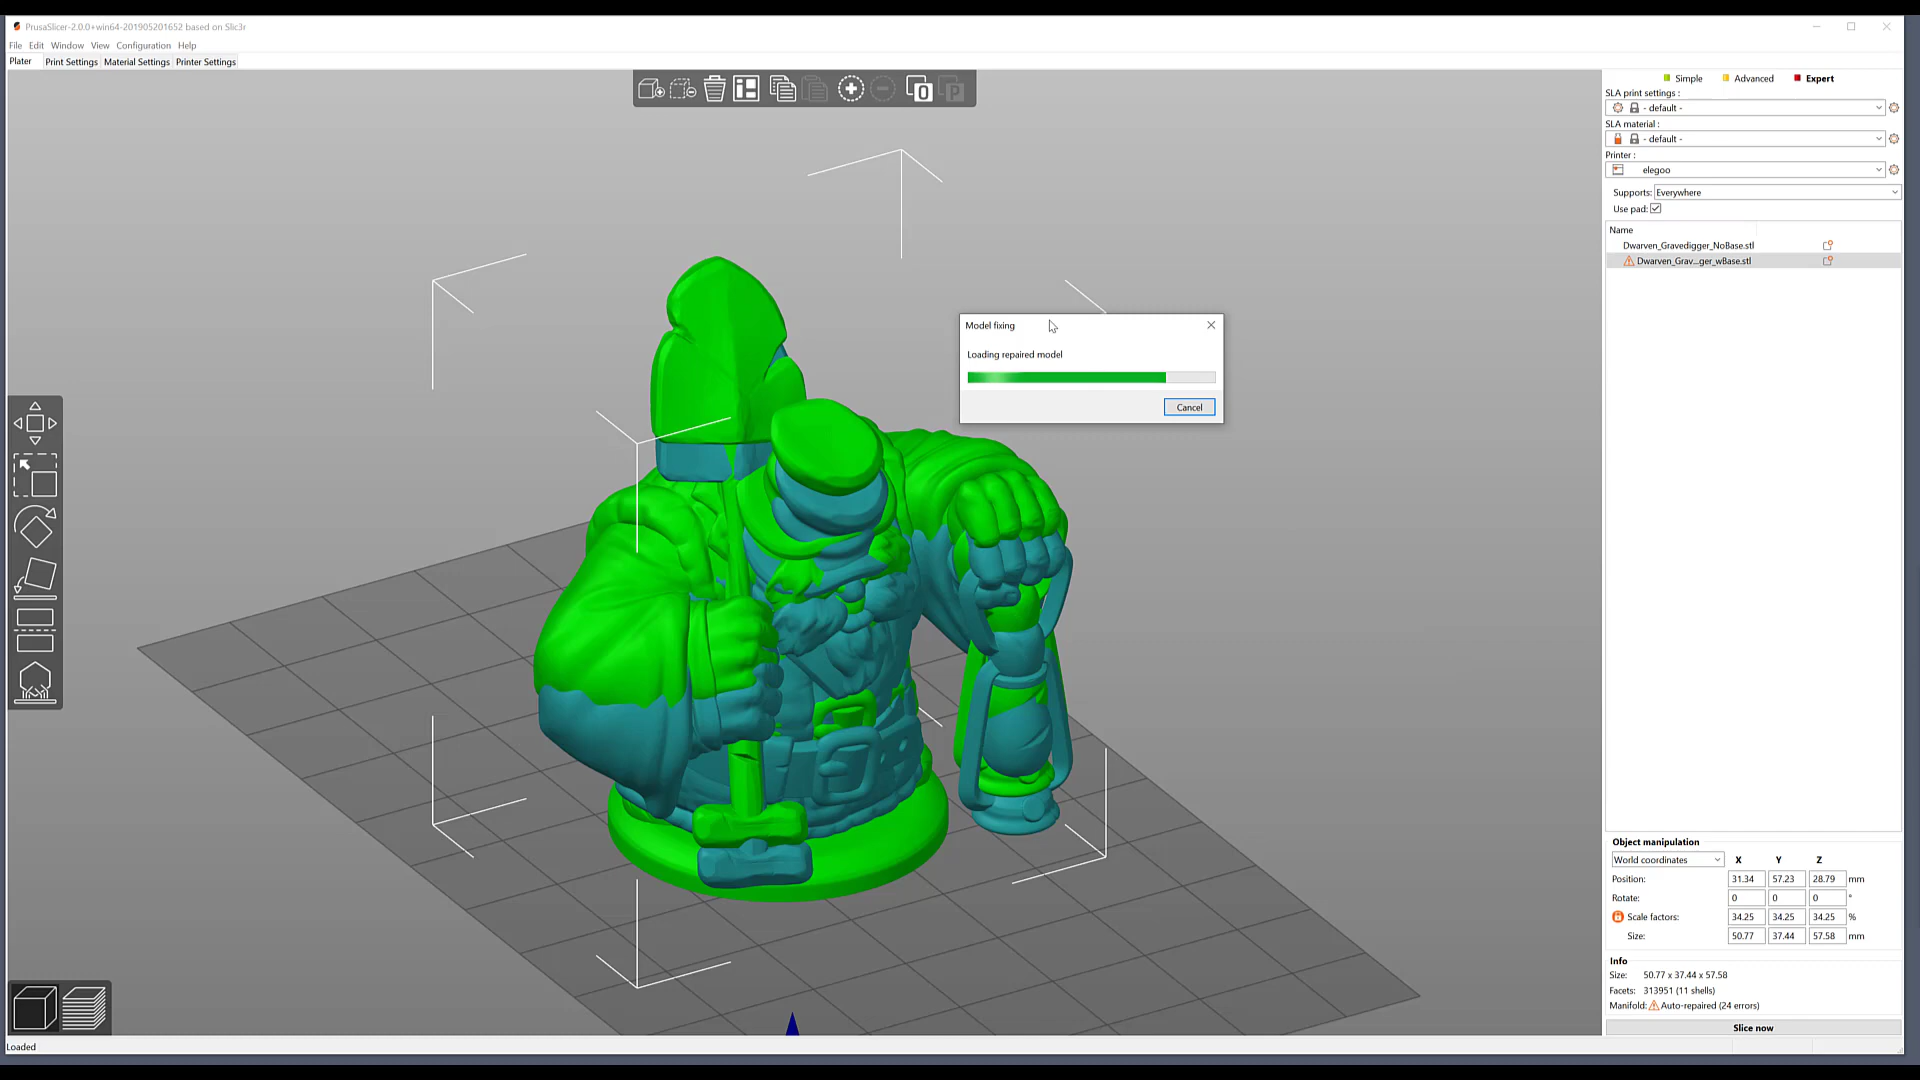 PrusaSlicer-2.0.0+win64-201905201652 based on Slic3r
File Edit Window View Configuration Help
Plater Print Settings Material Settings Printer Settings
Simple Advanced Expert
SLA print settings :
- default -
SLA material :
- default -
Printer :
elegoo
Supports: Everywhere
Use pad:
Name
Dwarven_Gravedigger_NoBase.stl
Dwarven_Grav...ger_wBase.stl
Model fixing
Loading repaired model
Cancel
Object manipulation
World coordinates X Y Z
Position: 31.34 57.23 28.79 mm
Rotate: 0 0 0 °
Scale factors: 34.25 34.25 34.25 %
Size: 50.77 37.44 57.58 mm
Info
Size: 50.77 x 37.44 x 57.58
Facets: 313951 (11 shells)
Manifold: Auto-repaired (24 errors)
Slice now
Loaded